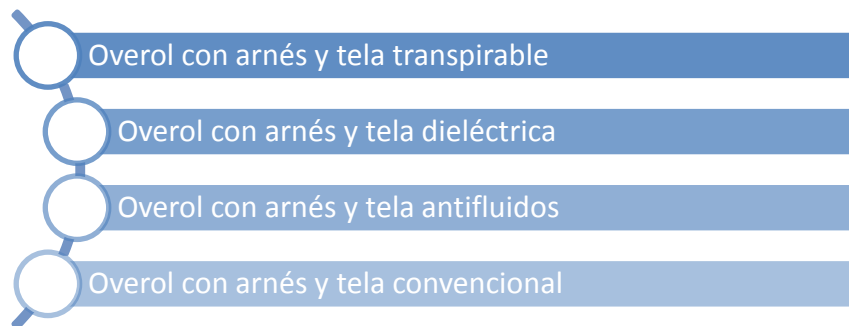 Overol con arnés y tela transpirable
Overol con arnés y tela dieléctrica
Overol con arnés y tela antifluidos
Overol con arnés y tela convencional